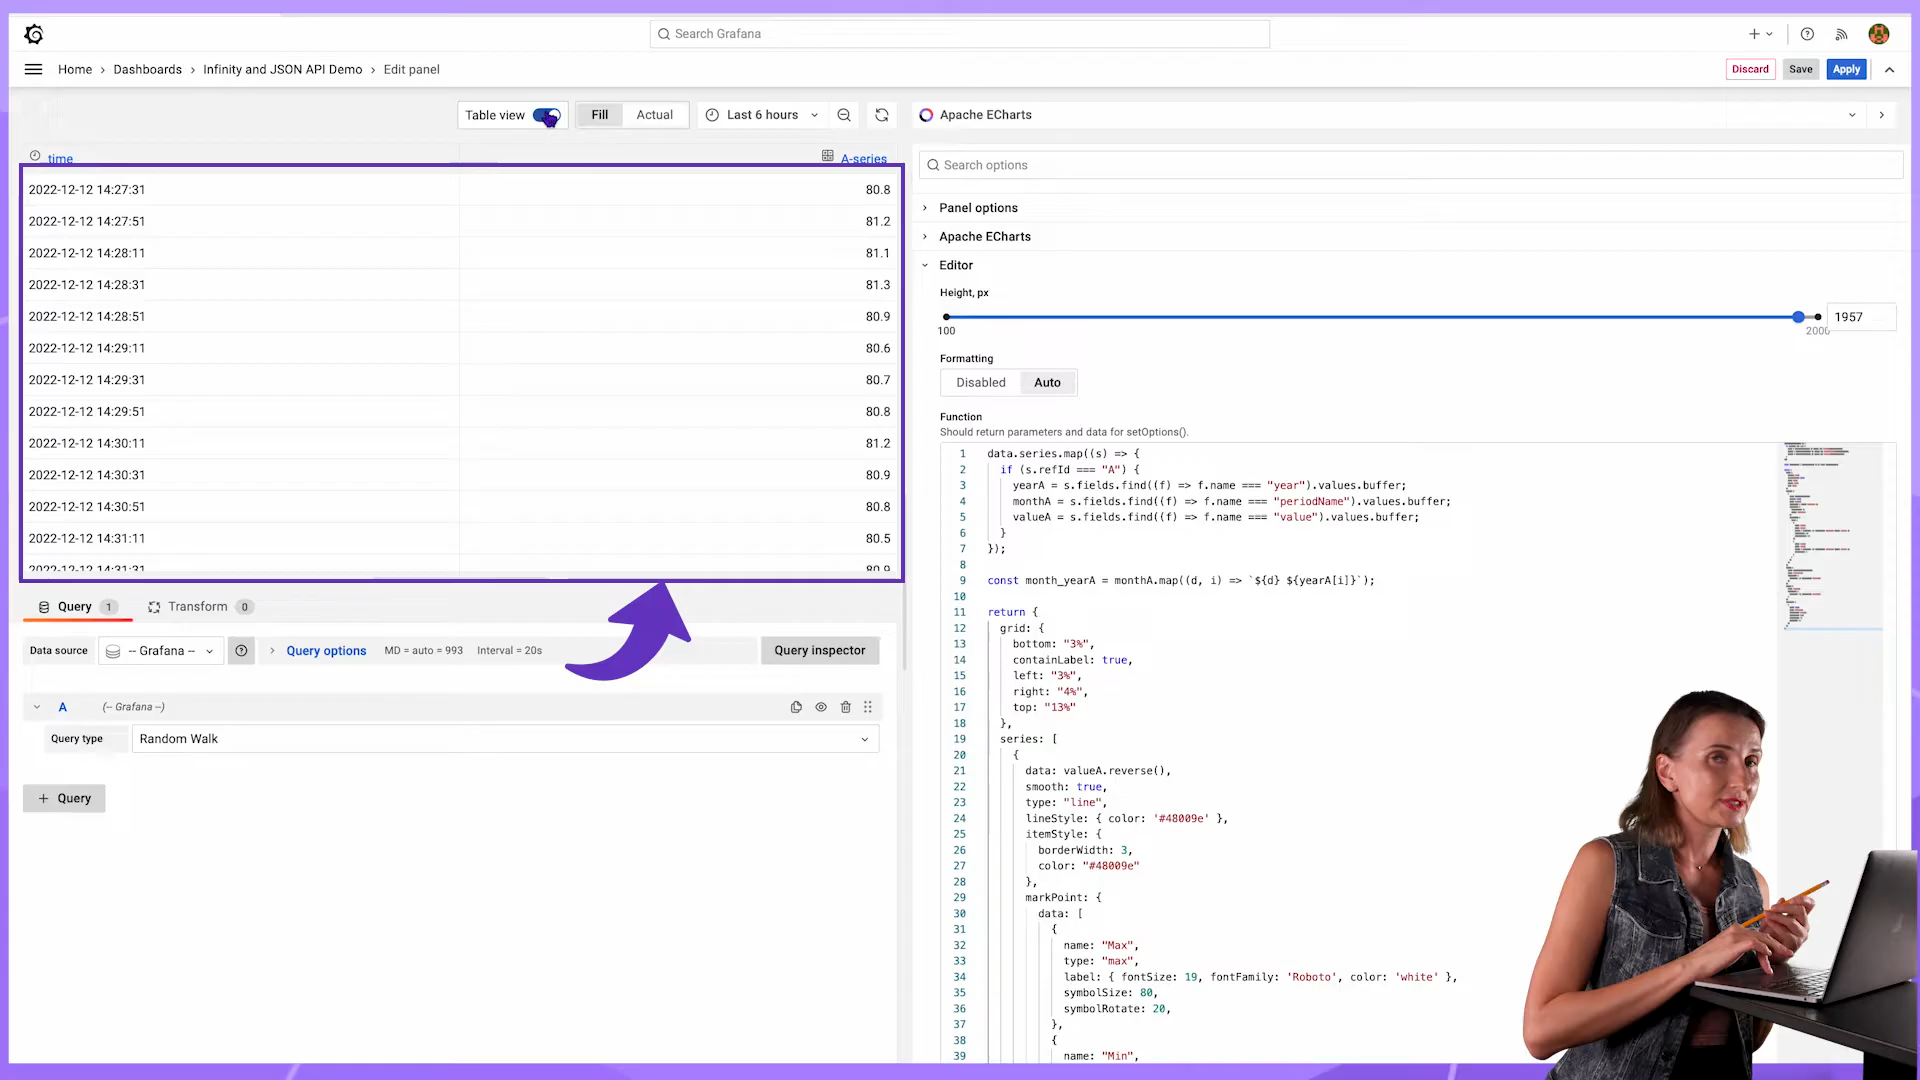 Search Grafana
Home › Dashboards › Infinity and JSON API Demo › Edit panel
Discard Save Apply
Table view Fill Actual Last 6 hours
time A-series
2022-12-12 14:27:31 80.8
2022-12-12 14:27:51 81.2
2022-12-12 14:28:11 81.1
2022-12-12 14:28:31 81.3
2022-12-12 14:28:51 80.9
2022-12-12 14:29:11 80.6
2022-12-12 14:29:31 80.7
2022-12-12 14:29:51 80.8
2022-12-12 14:30:11 81.2
2022-12-12 14:30:31 80.9
2022-12-12 14:30:51 80.8
2022-12-12 14:31:11 80.5
2022-12-12 14:31:31 80.9
Query 1 Transform 0
Data source -- Grafana -- Query options MD = auto = 993 Interval = 20s Query inspector
A (-- Grafana --)
Query type Random Walk
+ Query
Apache ECharts
Search options
Panel options
Apache ECharts
Editor
Height, px
1957
100 2000
Formatting
Disabled Auto
Function
Should return parameters and data for setOptions().
1 data.series.map((s) => {
2 if (s.refId === "A") {
3 yearA = s.fields.find((f) => f.name === "year").values.buffer;
4 monthA = s.fields.find((f) => f.name === "periodName").values.buffer;
5 valueA = s.fields.find((f) => f.name === "value").values.buffer;
6 }
7 });
8
9 const month_yearA = monthA.map((d, i) => `${d} ${yearA[i]}`);
10
11 return {
12 grid: {
13 bottom: "3%",
14 containLabel: true,
15 left: "3%",
16 right: "4%",
17 top: "13%"
18 },
19 series: [
20 {
21 data: valueA.reverse(),
22 smooth: true,
23 type: "line",
24 lineStyle: { color: '#48009e' },
25 itemStyle: {
26 borderWidth: 3,
27 color: "#48009e"
28 },
29 markPoint: {
30 data: [
31 {
32 name: "Max",
33 type: "max",
34 label: { fontSize: 19, fontFamily: 'Roboto', color: 'white' },
35 symbolSize: 80,
36 symbolRotate: 20,
37 },
38 {
39 name: "Min",